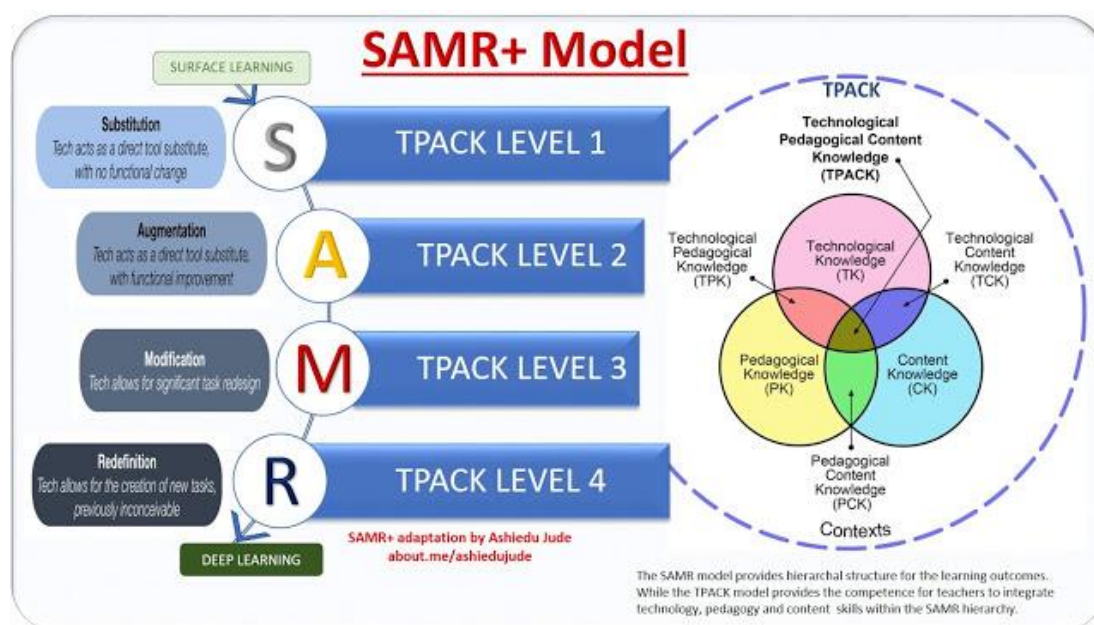 SAMR+ Model
SURFACE LEARNING
Substitution
Tech acts as a direct tool substitute,
with no functional change
S
TPACK LEVEL 1
Augmentation
Tech acts as a direct tool substitute,
with functional improvement
A
TPACK LEVEL 2
Modification
Tech allows for significant task redesign
M
TPACK LEVEL 3
Redefinition
Tech allows for the creation of new tasks,
previously inconceivable
R
TPACK LEVEL 4
DEEP LEARNING
SAMR+ adaptation by Ashiedu Jude
about.me/ashiedujude
TPACK
Technological
Pedagogical Content
Knowledge
(TPACK)
Technological
Pedagogical
Knowledge
(TPK)
Technological
Knowledge
(TK)
Technological
Content
Knowledge
(TCK)
Pedagogical
Knowledge
(PK)
Content
Knowledge
(CK)
Pedagogical
Content
Knowledge
(PCK)
Contexts
The SAMR model provides hierarchal structure for the learning outcomes.
While the TPACK model provides the competence for teachers to integrate
technology, pedagogy and content skills within the SAMR hierarchy.